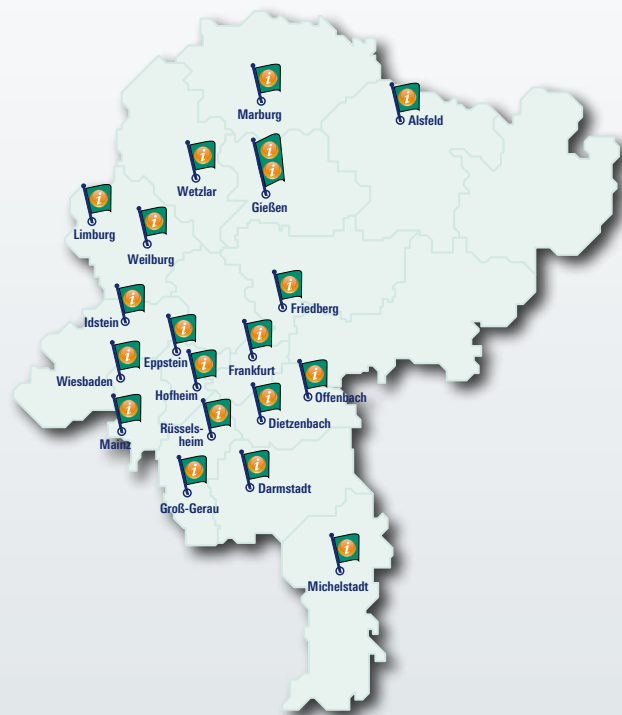 i
Marburg
i
Alsfeld
i
Wetzlar
i
i
Gießen
i
Limburg
i
Weilburg
i
Friedberg
i
Idstein
i
Eppstein
i
Frankfurt
i
Wiesbaden
i
Hofheim
i
Offenbach
i
Mainz
i
Rüssels-
heim
i
Dietzenbach
i
Groß-Gerau
i
Darmstadt
i
Michelstadt